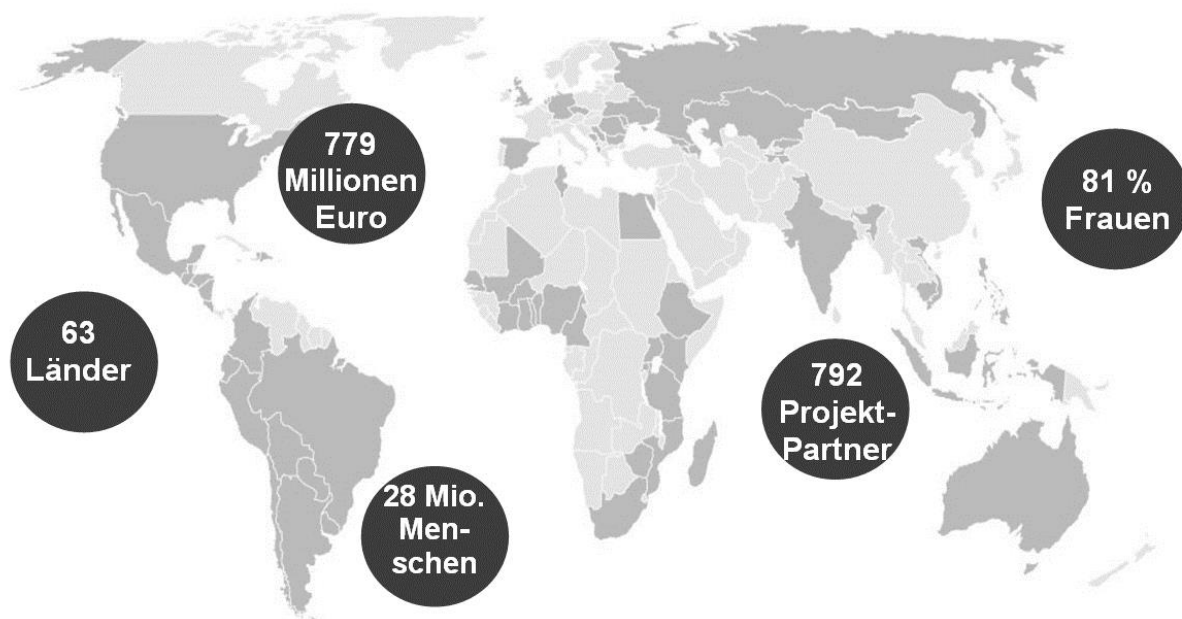 779
Millionen
Euro
81 %
Frauen
63
Länder
792
Projekt-
Partner
28 Mio.
Men-
schen